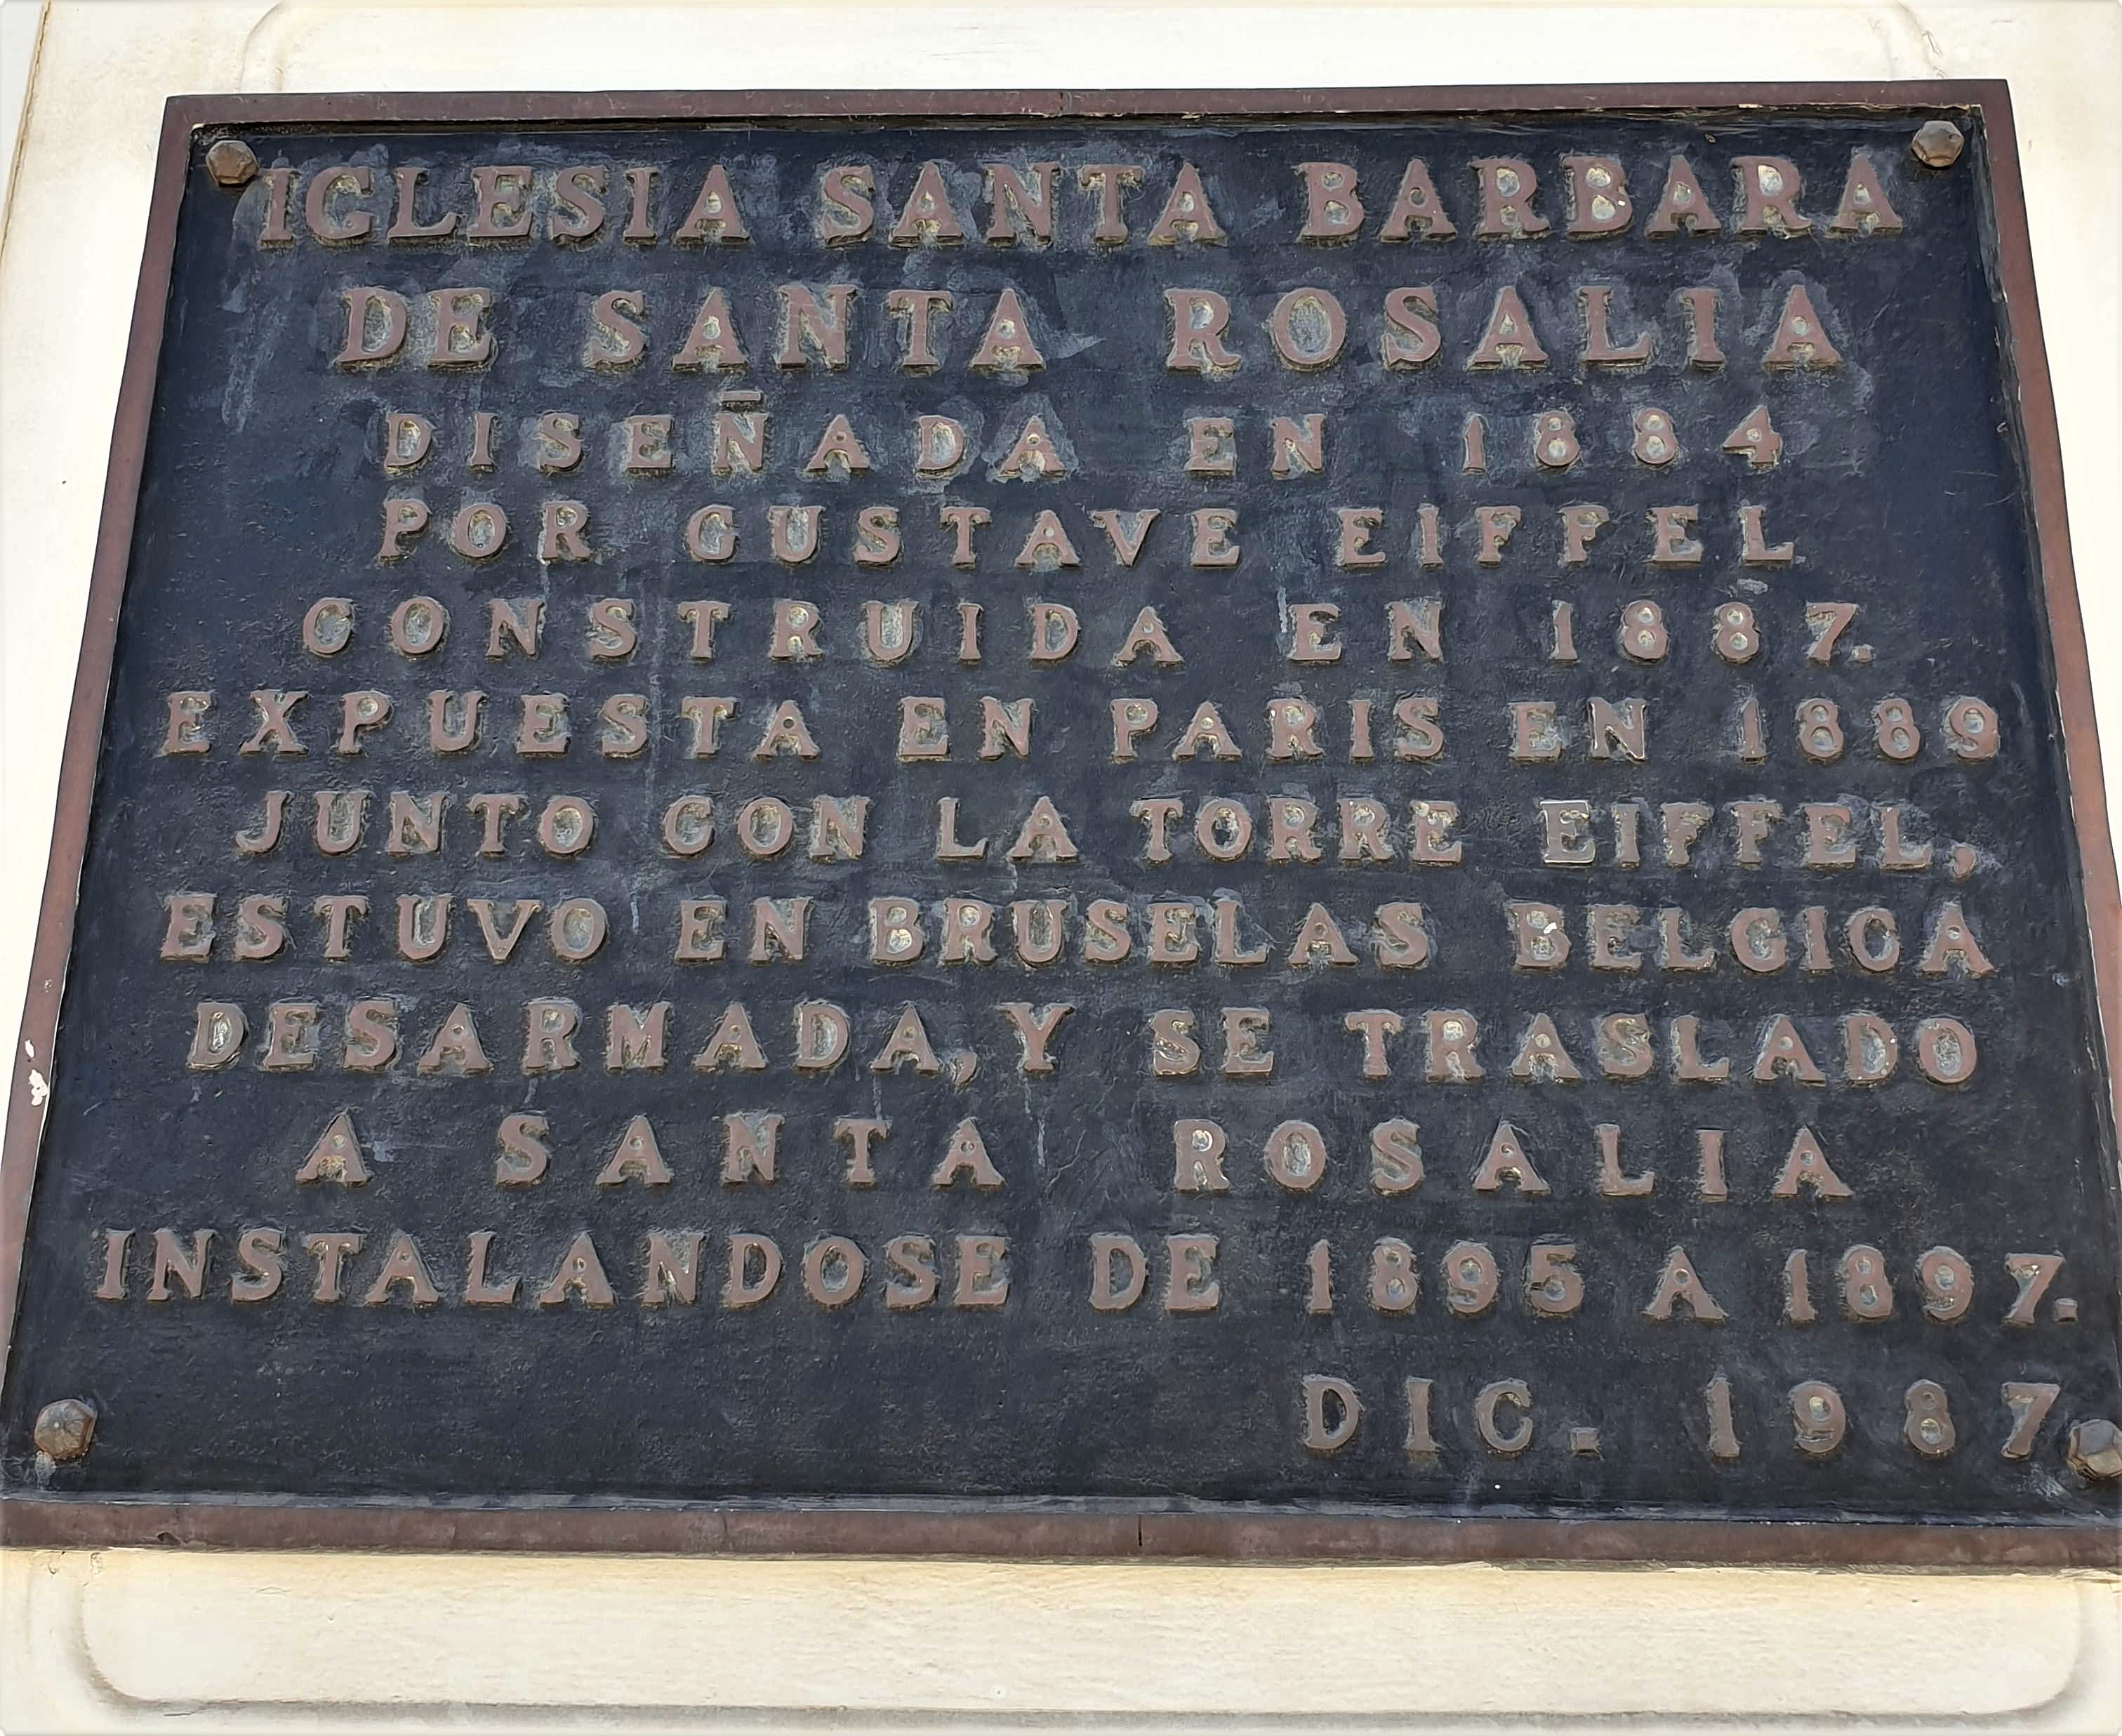 IGLESIA SANTA BARBARA
DE SANTA ROSALIA
DISEÑADA EN 1884
POR GUSTAVE EIFFEL
CONSTRUIDA EN 1887.
EXPUESTA EN PARIS EN 1889
JUNTO CON LA TORRE EIFFEL,
ESTUVO EN BRUSELAS BELGICA
DESARMADA, Y SE TRASLADO
A SANTA ROSALIA
INSTALANDOSE DE 1895 A 1897.
DIC. 1987